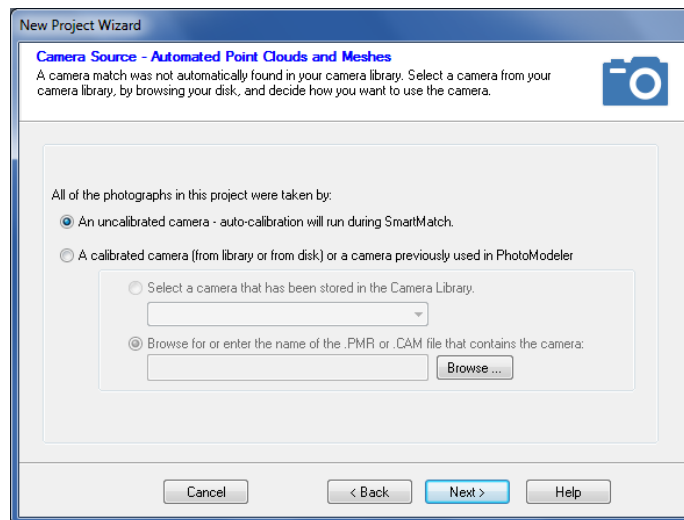 New Project Wizard
Camera Source - Automated Point Clouds and Meshes
A camera match was not automatically found in your camera library. Select a camera from your
camera library, by browsing your disk, and decide how you want to use the camera.
All of the photographs in this project were taken by:
An uncalibrated camera - auto-calibration will run during SmartMatch.
A calibrated camera (from library or from disk) or a camera previously used in PhotoModeler
Select a camera that has been stored in the Camera Library.
Browse for or enter the name of the .PMR or .CAM file that contains the camera:
Browse ...
Cancel
< Back
Next >
Help